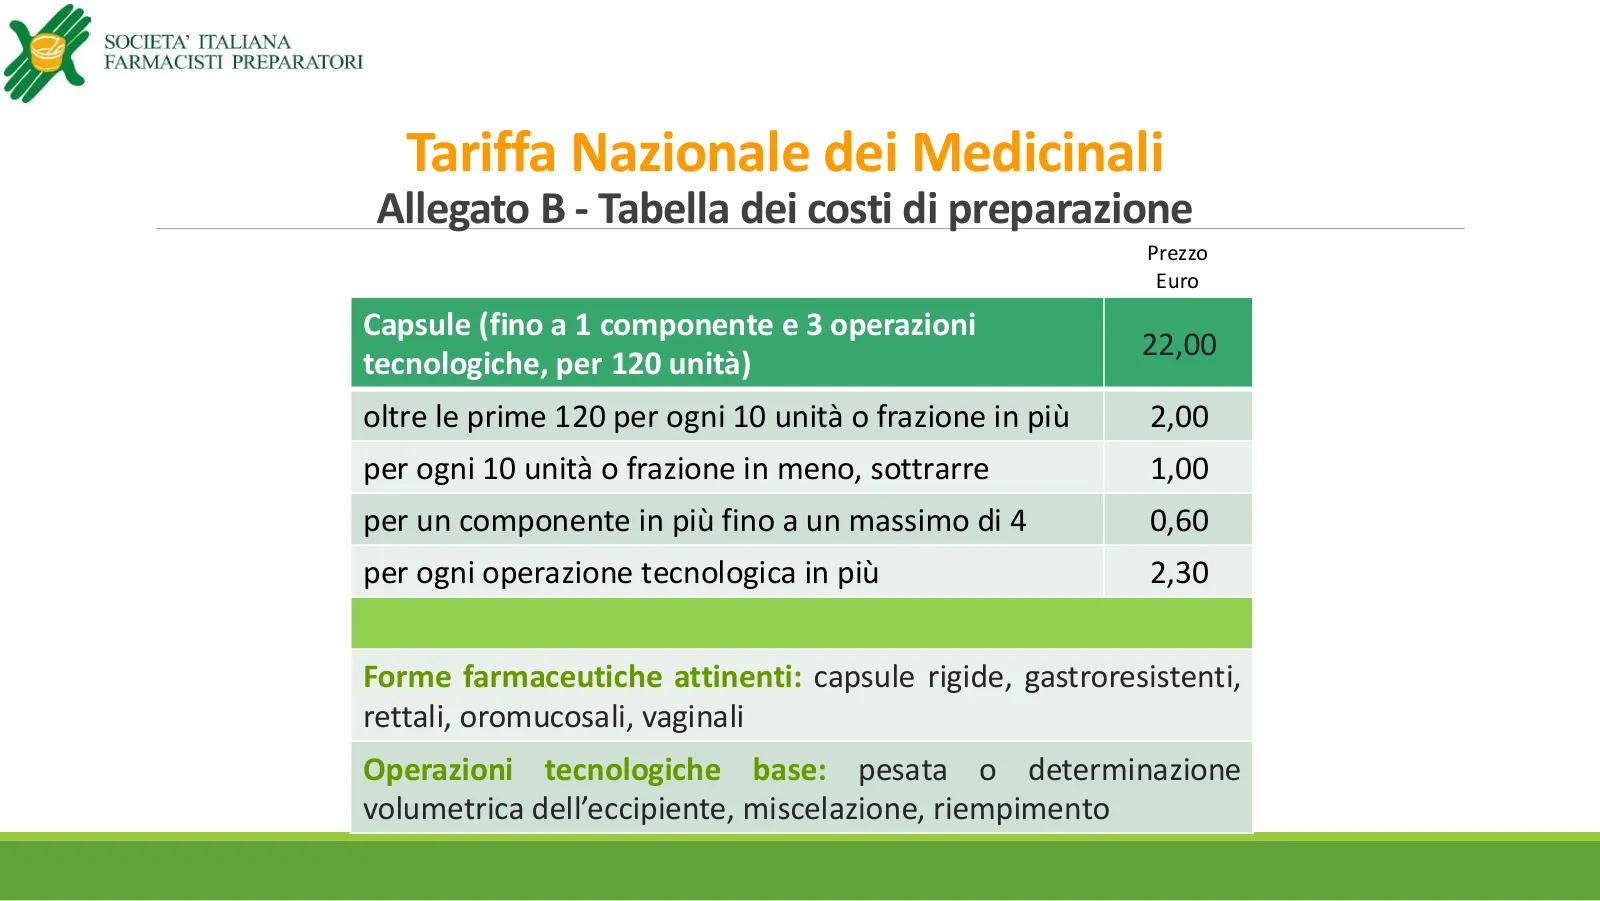 SOCIETA' ITALIANA
FARMACISTI PREPARATORI
Tariffa Nazionale dei Medicinali
Allegato B - Tabella dei costi di preparazione
Prezzo
Euro
Capsule (fino a 1 componente e 3 operazioni
tecnologiche, per 120 unità)
22,00
oltre le prime 120 per ogni 10 unità o frazione in più 2,00
per ogni 10 unità o frazione in meno, sottrarre 1,00
per un componente in più fino a un massimo di 4 0,60
per ogni operazione tecnologica in più 2,30
Forme farmaceutiche attinenti: capsule rigide, gastroresistenti,
rettali, oromucosali, vaginali
Operazioni tecnologiche base: pesata o determinazione
volumetrica dell’eccipiente, miscelazione, riempimento